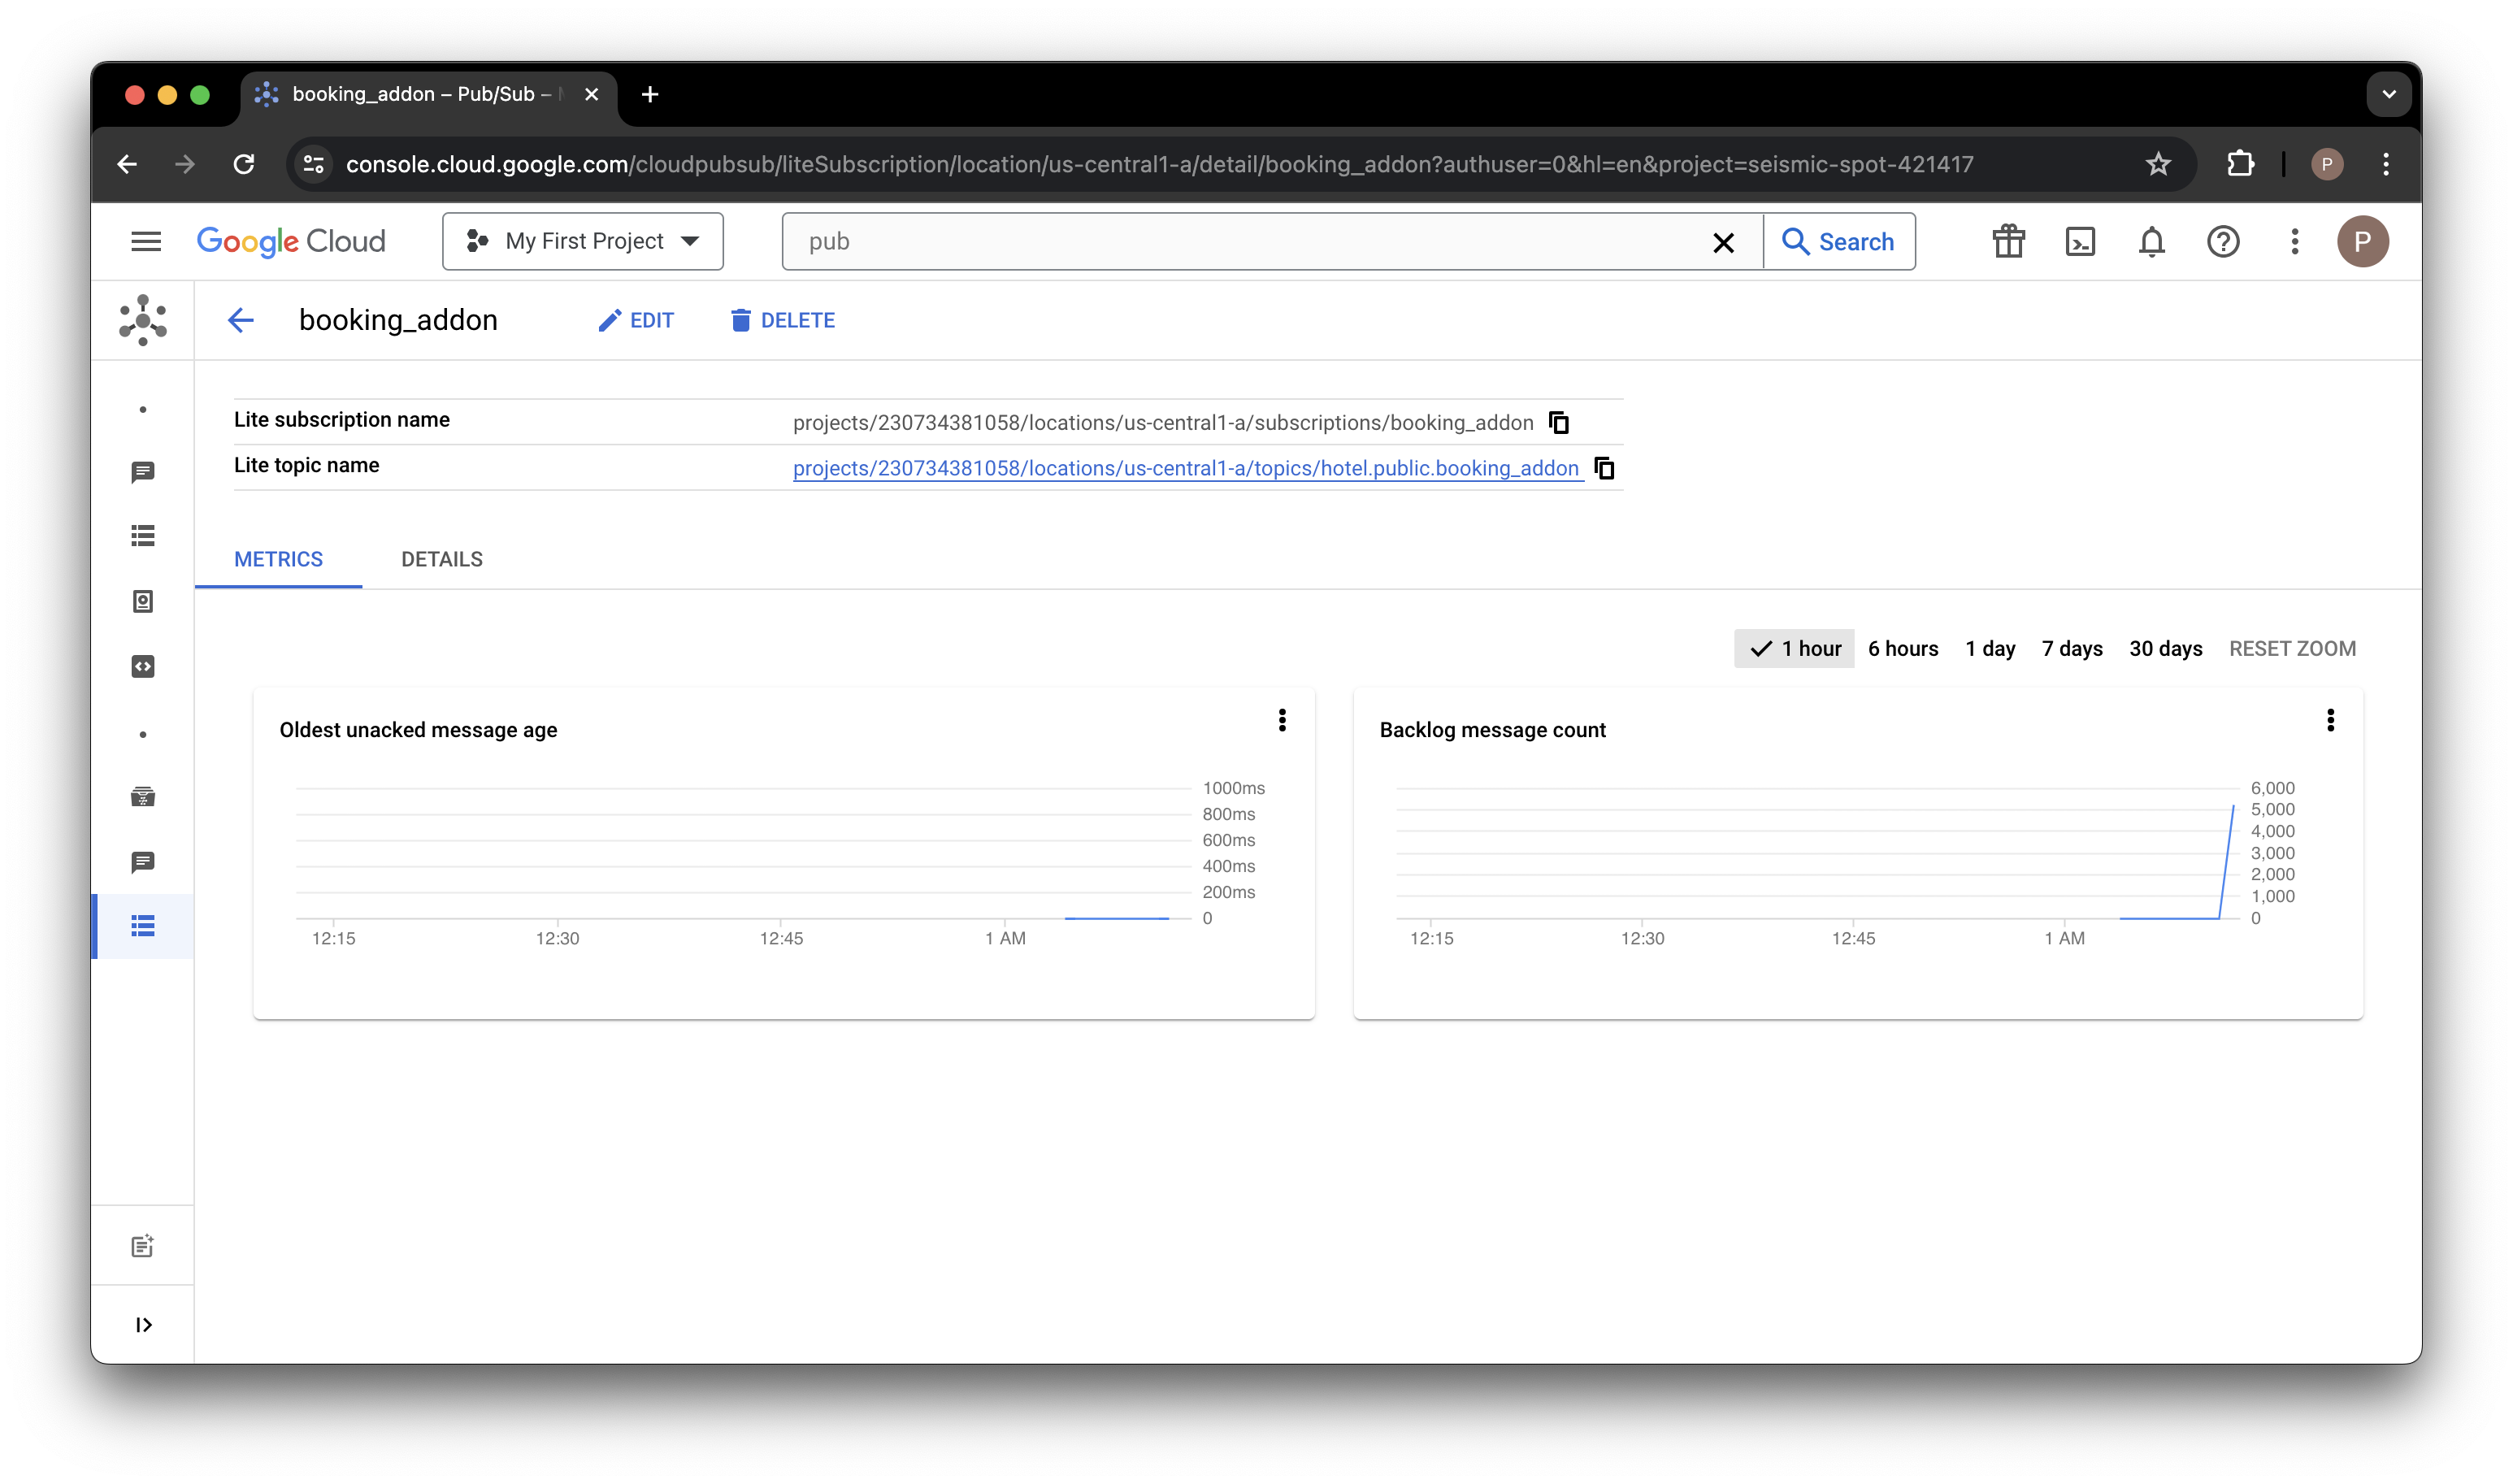 booking_addon – Pub/Sub –
console.cloud.google.com/cloudpubsub/liteSubscription/location/us-central1-a/detail/booking_addon?authuser=0&hl=en&project=seismic-spot-421417
P
Google Cloud
My First Project
pub
Search
P
booking_addon
EDIT
DELETE
Lite subscription name
projects/230734381058/locations/us-central1-a/subscriptions/booking_addon
Lite topic name
projects/230734381058/locations/us-central1-a/topics/hotel.public.booking_addon
METRICS
DETAILS
1 hour
6 hours
1 day
7 days
30 days
RESET ZOOM
Oldest unacked message age
1000ms
800ms
600ms
400ms
200ms
0
12:15
12:30
12:45
1 AM
Backlog message count
6,000
5,000
4,000
3,000
2,000
1,000
0
12:15
12:30
12:45
1 AM